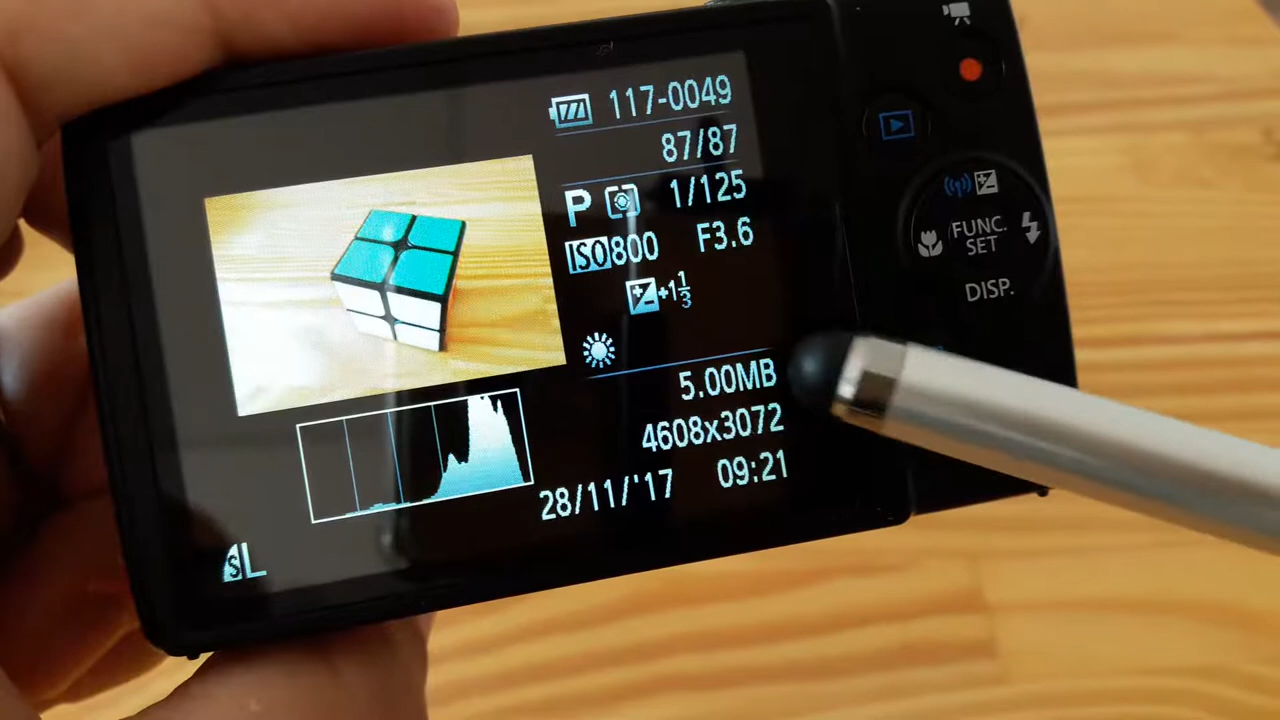 117-0049
87/87
P 1/125
ISO800 F3.6
+1 1/3
5.00MB
4608x3072
28/11/'17 09:21
SL
FUNC.
SET
DISP.